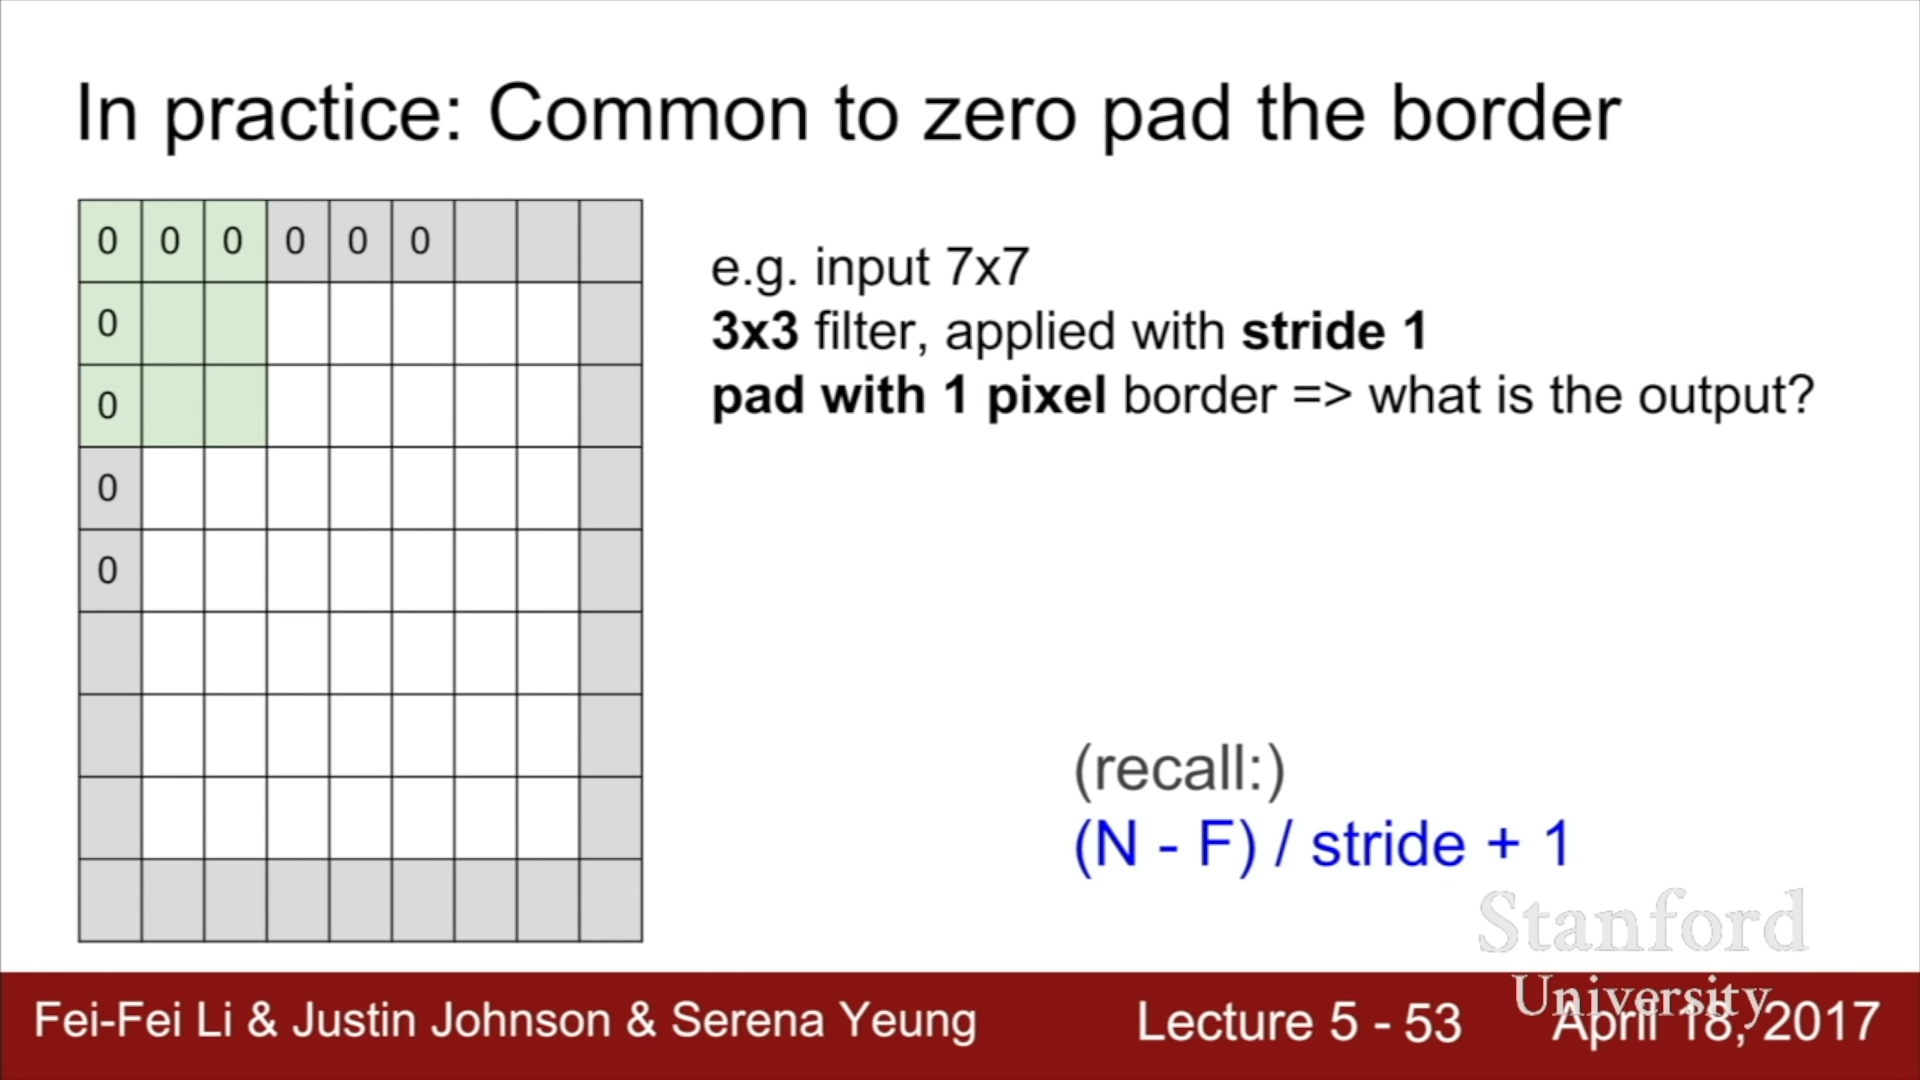 In practice: Common to zero pad the border
0 0 0 0 0 0
0
0
0
0
e.g. input 7x7
3x3 filter, applied with stride 1
pad with 1 pixel border => what is the output?
(recall:)
(N - F) / stride + 1
Stanford
University
Fei-Fei Li & Justin Johnson & Serena Yeung
Lecture 5 - 53
April 18, 2017